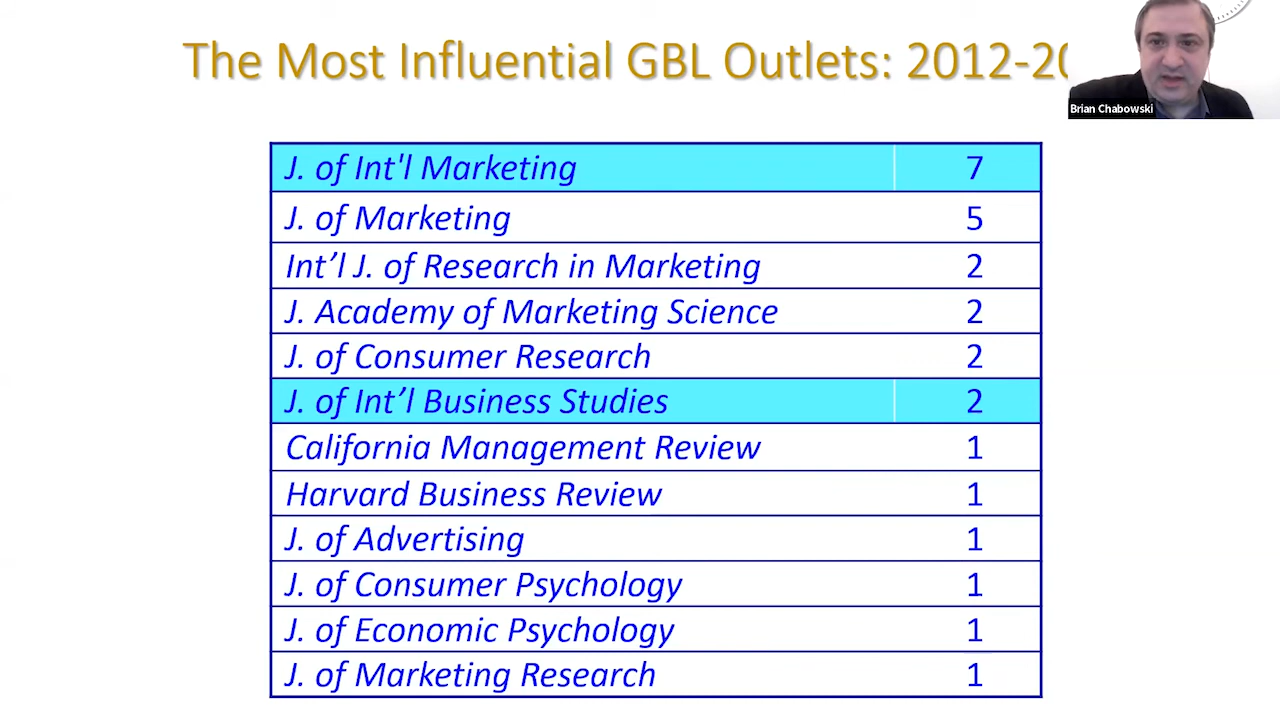 The Most Influential GBL Outlets: 2012-20
Brian Chabowski
J. of Int'l Marketing 7
J. of Marketing 5
Int’l J. of Research in Marketing 2
J. Academy of Marketing Science 2
J. of Consumer Research 2
J. of Int’l Business Studies 2
California Management Review 1
Harvard Business Review 1
J. of Advertising 1
J. of Consumer Psychology 1
J. of Economic Psychology 1
J. of Marketing Research 1